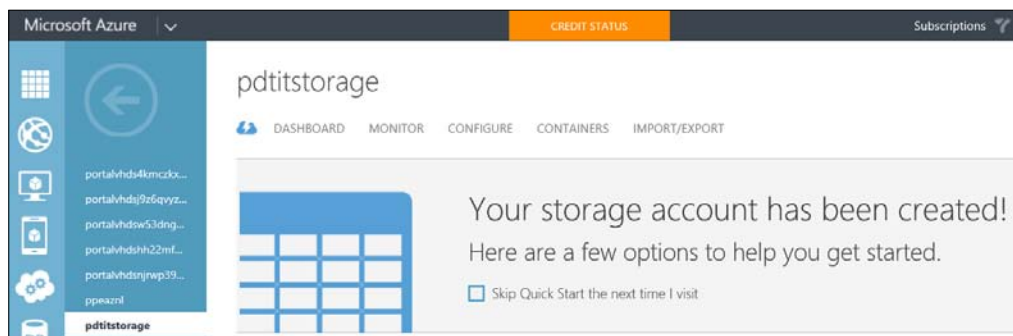 Microsoft Azure
CREDIT STATUS
Subscriptions
pdtitstorage
DASHBOARD MONITOR CONFIGURE CONTAINERS IMPORT/EXPORT
portalvhds4kmczkx...
portalvhdsj9z6qvyz...
portalvhdsw53dng...
portalvhdshh22mf...
portalvhdsnjrwp39...
ppeaznl
pdtitstorage
Your storage account has been created!
Here are a few options to help you get started.
Skip Quick Start the next time I visit